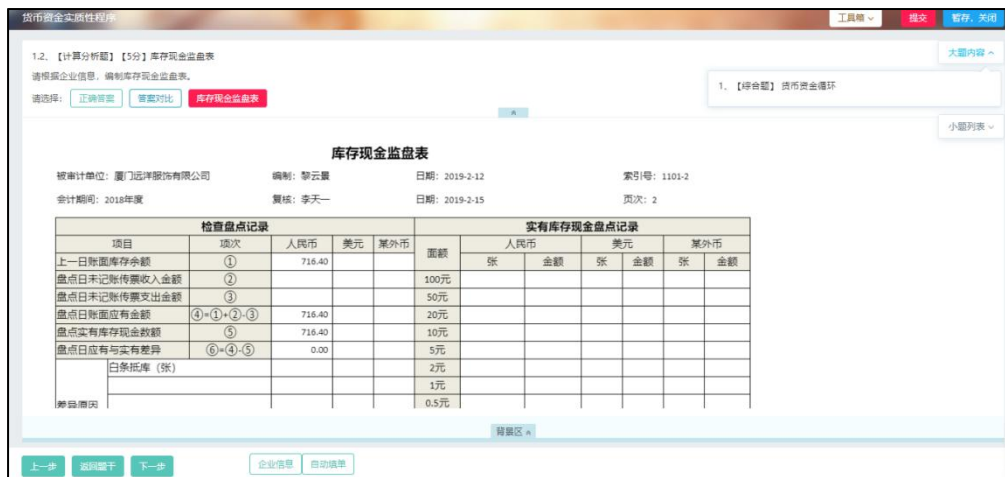 货币资金实质性程序
工具箱
提交
暂存，关闭
1.2、【计算分析题】【5分】库存现金监盘表
大题内容
请根据企业信息，编制库存现金监盘表。
1、【综合题】 货币资金循环
请选择： 正确答案 答案对比 库存现金监盘表
小题列表
库存现金监盘表
被审计单位：厦门远洋服饰有限公司 编制：黎云景 日期：2019-2-12 索引号：1101-2
会计期间：2018年度 复核：李天一 日期：2019-2-15 页次：2
检查盘点记录 实有库存现金盘点记录
项目 项次 人民币 美元 某外币 面额 人民币 美元 某外币
张 金额 张 金额 张 金额
上一日账面库存余额 ① 716.40
盘点日未记账传票收入金额 ② 100元
盘点日未记账传票支出金额 ③ 50元
盘点日账面应有金额 ④=①+②-③ 716.40 20元
盘点实有库存现金数额 ⑤ 716.40 10元
盘点日应有与实有差异 ⑥=④-⑤ 0.00 5元
白条抵库（张） 2元
1元
差异原因 0.5元
背景区
上一步 返回题干 下一步 企业信息 自动填单